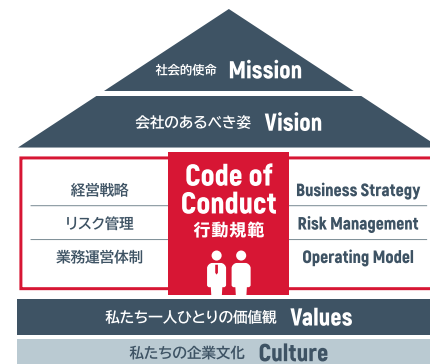 社会的使命 Mission
会社のあるべき姿 Vision
Code of
Conduct
行動規範
経営戦略 Business Strategy
リスク管理 Risk Management
業務運営体制 Operating Model
私たち一人ひとりの価値観 Values
私たちの企業文化 Culture